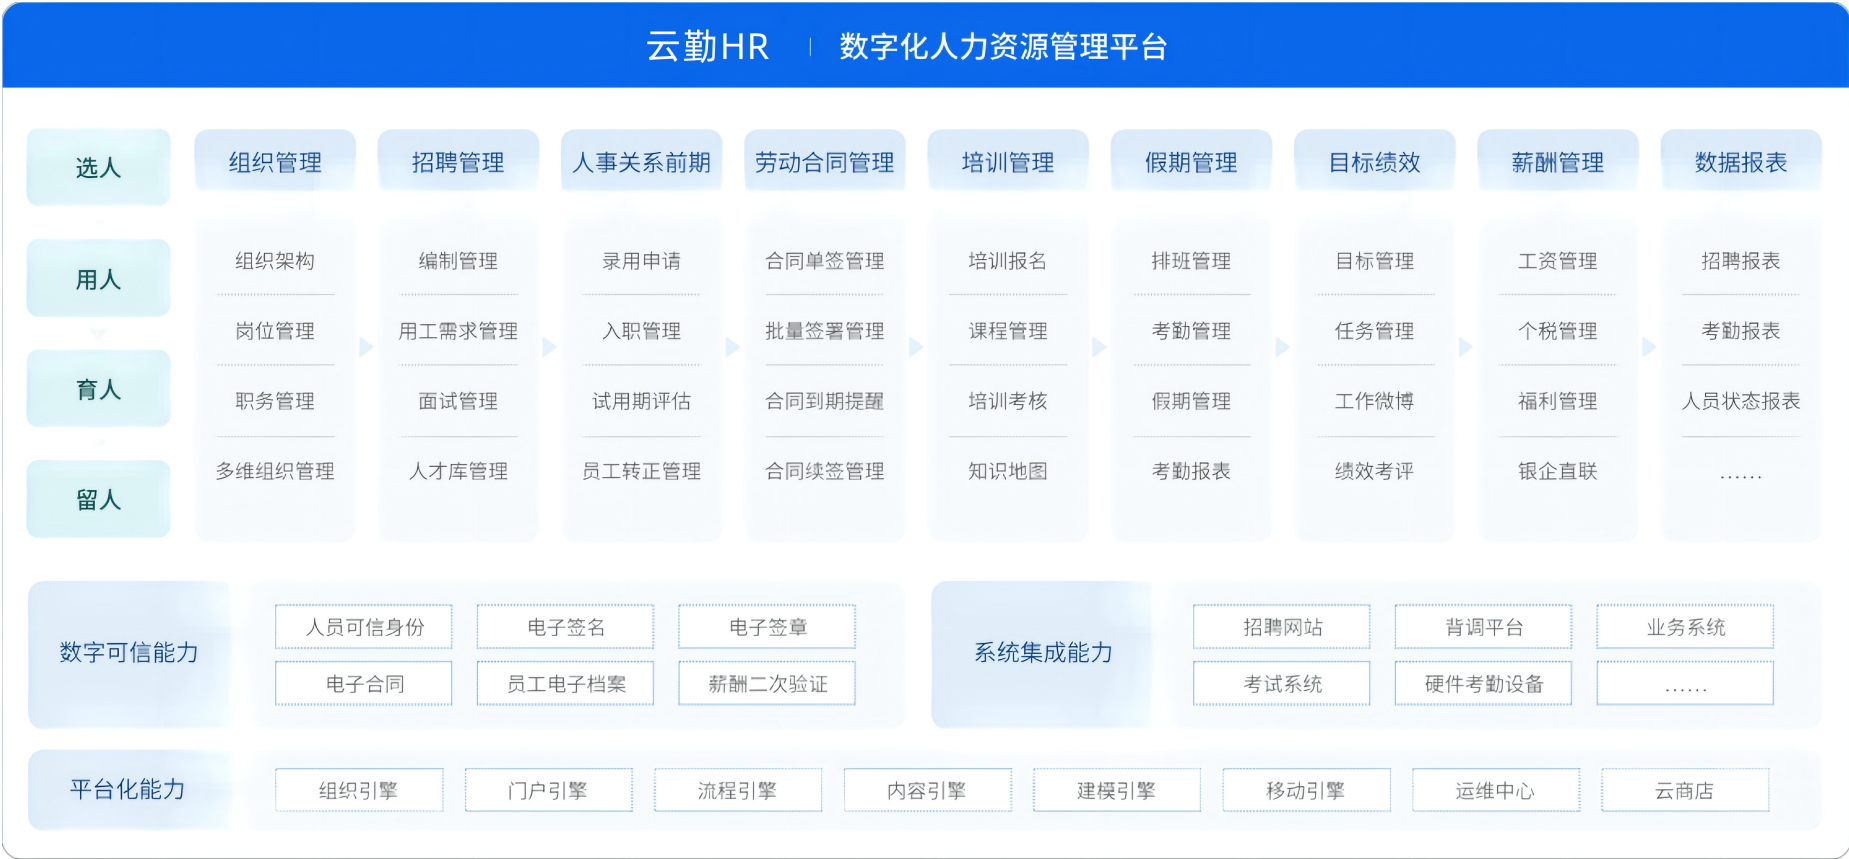 云勤HR | 数字化人力资源管理平台
选人
用人
育人
留人
组织管理
组织架构
岗位管理
职务管理
多维组织管理
招聘管理
编制管理
用工需求管理
面试管理
人才库管理
人事关系前期
录用申请
入职管理
试用期评估
员工转正管理
劳动合同管理
合同单签管理
批量签署管理
合同到期提醒
合同续签管理
培训管理
培训报名
课程管理
培训考核
知识地图
假期管理
排班管理
考勤管理
假期管理
考勤报表
目标绩效
目标管理
任务管理
工作微博
绩效考评
薪酬管理
工资管理
个税管理
福利管理
银企直联
数据报表
招聘报表
考勤报表
人员状态报表
......
数字可信能力
人员可信身份
电子签名
电子签章
电子合同
员工电子档案
薪酬二次验证
系统集成能力
招聘网站
背调平台
业务系统
考试系统
硬件考勤设备
......
平台化能力
组织引擎
门户引擎
流程引擎
内容引擎
建模引擎
移动引擎
运维中心
云商店